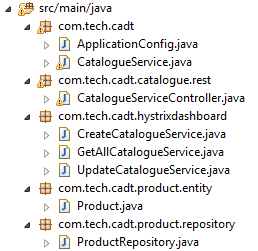 src/main/java
com.tech.cadt
ApplicationConfig.java
CatalogueService.java
com.tech.cadt.catalogue.rest
CatalogueServiceController.java
com.tech.cadt.hystrixdashboard
CreateCatalogueService.java
GetAllCatalogueService.java
UpdateCatalogueService.java
com.tech.cadt.product.entity
Product.java
com.tech.cadt.product.repository
ProductRepository.java